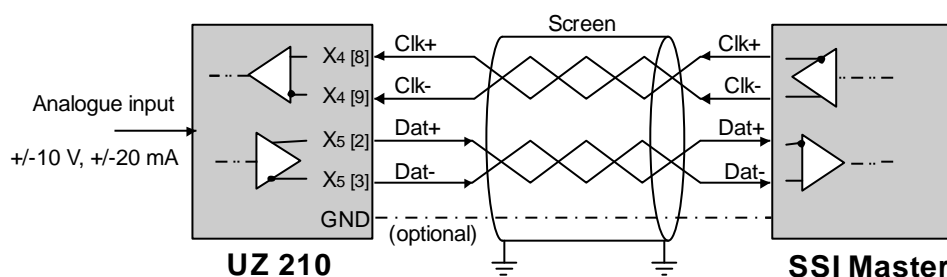 Screen
X4 [8] Clk+ Clk+
X4 [9] Clk- Clk-
Analogue input
+/-10 V, +/-20 mA
X5 [2] Dat+ Dat+
X5 [3] Dat- Dat-
GND (optional)
UZ 210
SSI Master